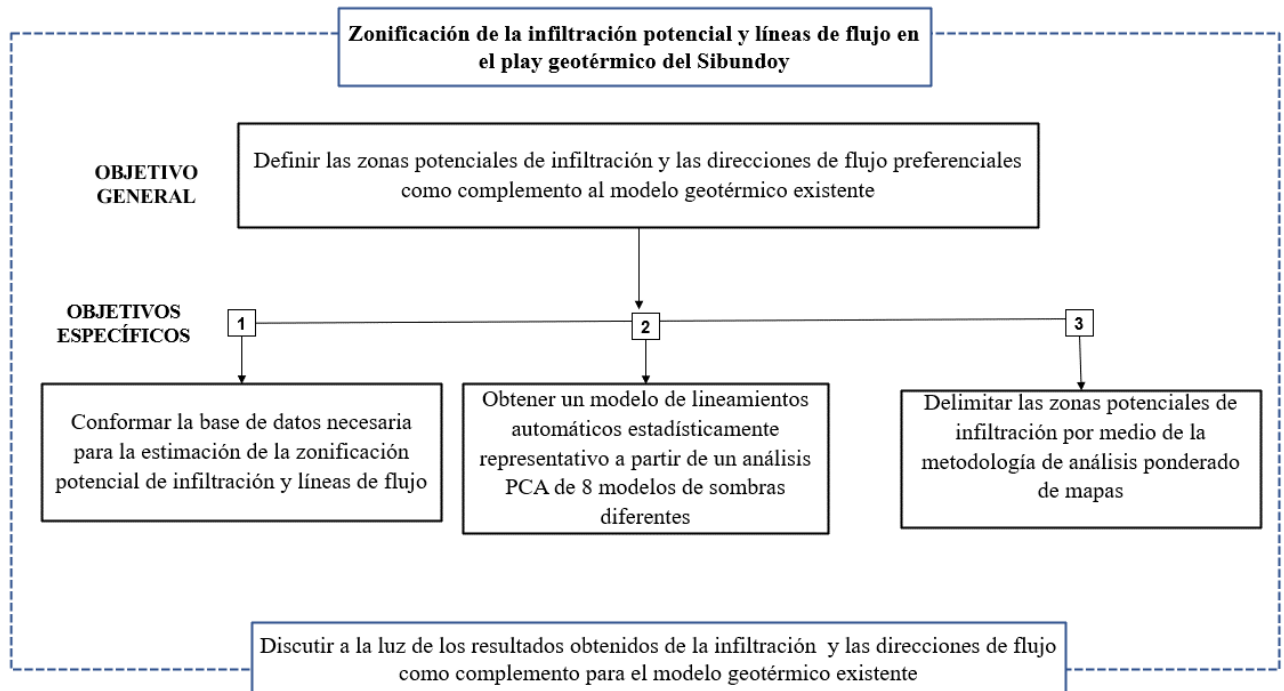 Zonificación de la infiltración potencial y líneas de flujo en
el play geotérmico del Sibundoy
OBJETIVO
GENERAL
Definir las zonas potenciales de infiltración y las direcciones de flujo preferenciales
como complemento al modelo geotérmico existente
OBJETIVOS
ESPECÍFICOS
1
2
3
Conformar la base de datos necesaria
para la estimación de la zonificación
potencial de infiltración y líneas de flujo
Obtener un modelo de lineamientos
automáticos estadísticamente
representativo a partir de un análisis
PCA de 8 modelos de sombras
diferentes
Delimitar las zonas potenciales de
infiltración por medio de la
metodología de análisis ponderado
de mapas
Discutir a la luz de los resultados obtenidos de la infiltración y las direcciones de flujo
como complemento para el modelo geotérmico existente